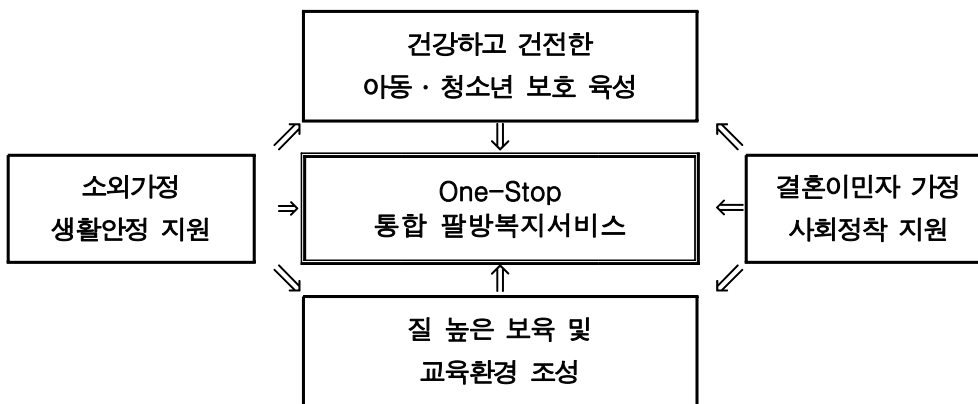 건강하고 건전한
아동·청소년 보호 육성
소외가정
생활안정 지원
One-Stop
통합 팔방복지서비스
결혼이민자 가정
사회정착 지원
질 높은 보육 및
교육환경 조성